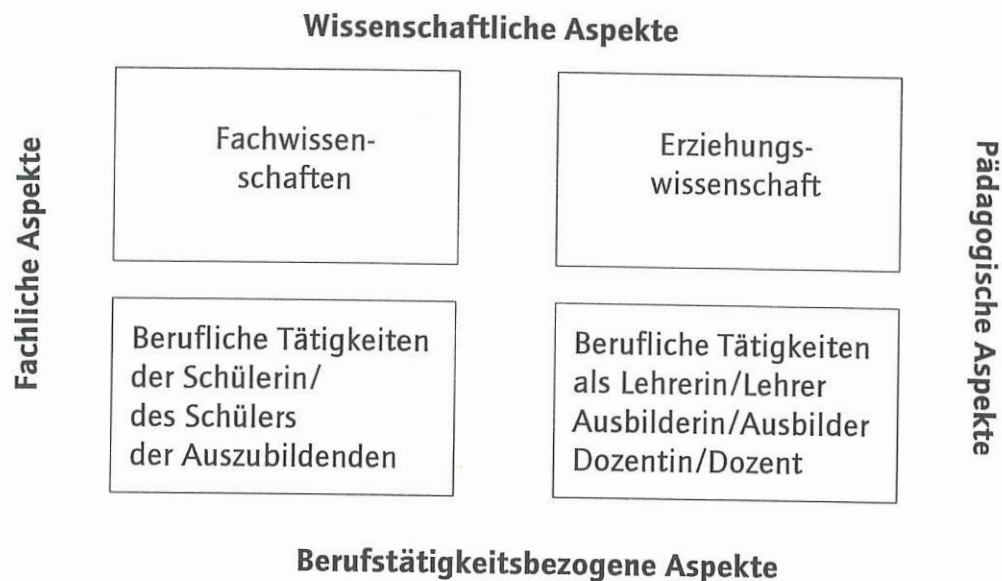 Wissenschaftliche Aspekte
Fachliche Aspekte
Fachwissen-
schaften
Erziehungs-
wissenschaft
Pädagogische Aspekte
Berufliche Tätigkeiten
der Schülerin/
des Schülers
der Auszubildenden
Berufliche Tätigkeiten
als Lehrerin/Lehrer
Ausbilderin/Ausbilder
Dozentin/Dozent
Berufstätigkeitsbezogene Aspekte